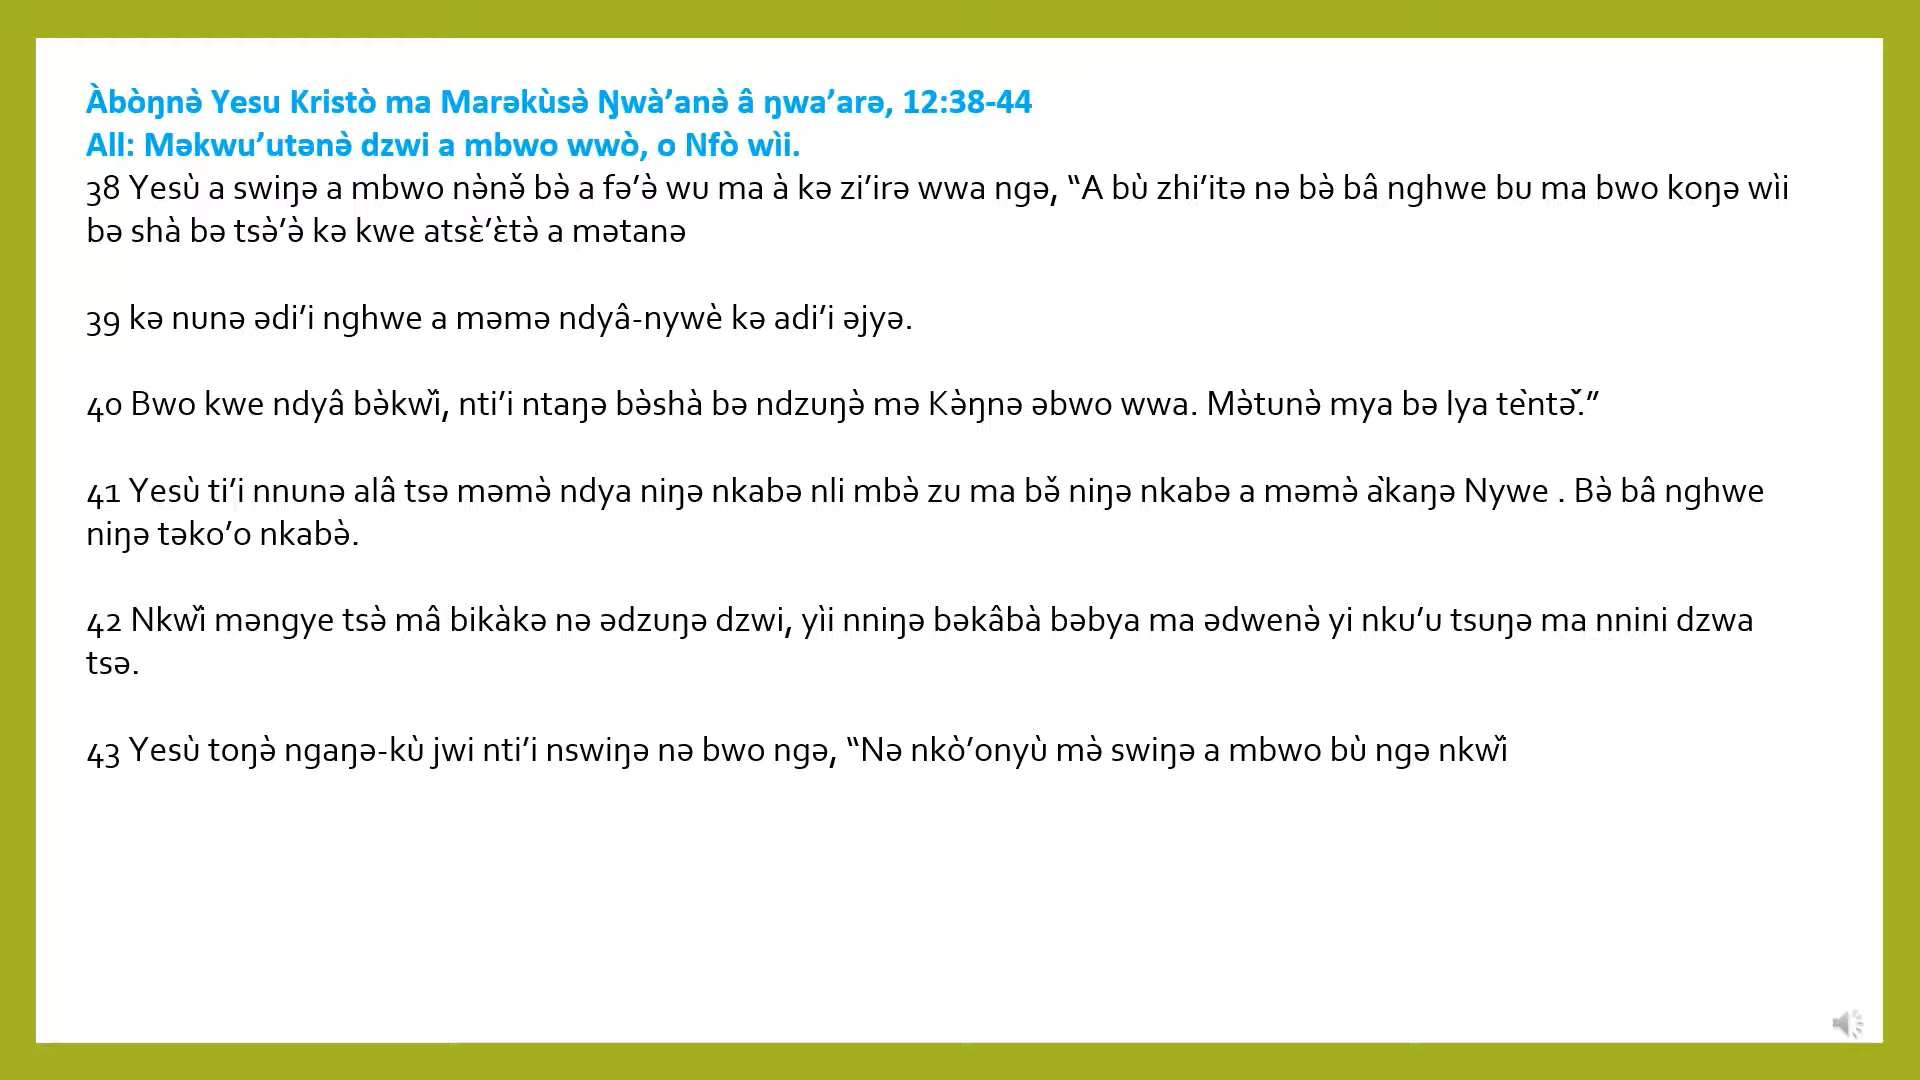 Àbòŋnə̀ Yesu Kristò ma Marəkùsə̀ Ŋwà’anə̀ â ŋwa’arə, 12:38-44
All: Məkwu’utənə̀ dzwi a mbwo wwò, o Nfò wìi.
38 Yesù a swiŋə a mbwo nə̀nə̌ bə̀ a fə’ə̀ wu ma à kə zi’irə wwa ngə, “A bù zhi’itə nə bə̀ bâ nghwe bu ma bwo koŋə wìi
bə shà bə tsə̀’ə̀ kə kwe atsɛ̀’ɛ̀tə̀ a mətanə
39 kə nunə ədi’i nghwe a məmə ndyâ-nywè kə adi’i əjyə.
40 Bwo kwe ndyâ bə̀kwǐ, nti’i ntaŋə bə̀shà bə ndzuŋə̀ mə Kə̀ŋnə əbwo wwa. Mə̀tunə̀ mya bə lya tèntə̌.”
41 Yesù ti’i nnunə alâ tsə məmə̀ ndya niŋə nkabə nli mbə̀ zu ma bə̌ niŋə nkabə a məmə̀ àkaŋə Nywe . Bə̀ bâ nghwe
niŋə təko’o nkabə̀.
42 Nkwǐ məngye tsə̀ mâ bikàkə nə ədzuŋə dzwi, yìi nniŋə bəkâbà bəbya ma ədwenə̀ yi nku’u tsuŋə ma nnini dzwa
tsə.
43 Yesù toŋə̀ ngaŋə-kù jwi nti’i nswiŋə nə bwo ngə, “Nə nkò’onyù mə̀ swiŋə a mbwo bù ngə nkwǐ